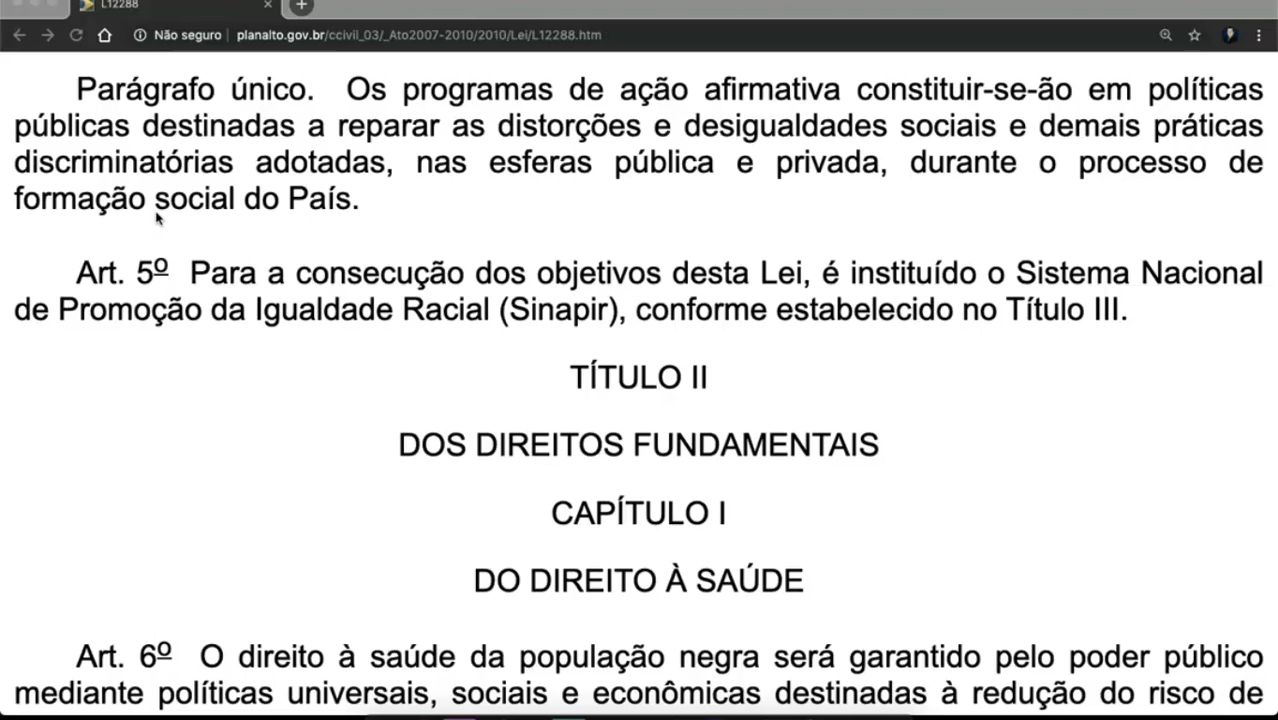 L12288
Não seguro planalto.gov.br/ccivil_03/_Ato2007-2010/2010/Lei/L12288.htm
Parágrafo único. Os programas de ação afirmativa constituir-se-ão em políticas
públicas destinadas a reparar as distorções e desigualdades sociais e demais práticas
discriminatórias adotadas, nas esferas pública e privada, durante o processo de
formação social do País.
Art. 5º Para a consecução dos objetivos desta Lei, é instituído o Sistema Nacional
de Promoção da Igualdade Racial (Sinapir), conforme estabelecido no Título III.
TÍTULO II
DOS DIREITOS FUNDAMENTAIS
CAPÍTULO I
DO DIREITO À SAÚDE
Art. 6º O direito à saúde da população negra será garantido pelo poder público
mediante políticas universais, sociais e econômicas destinadas à redução do risco de